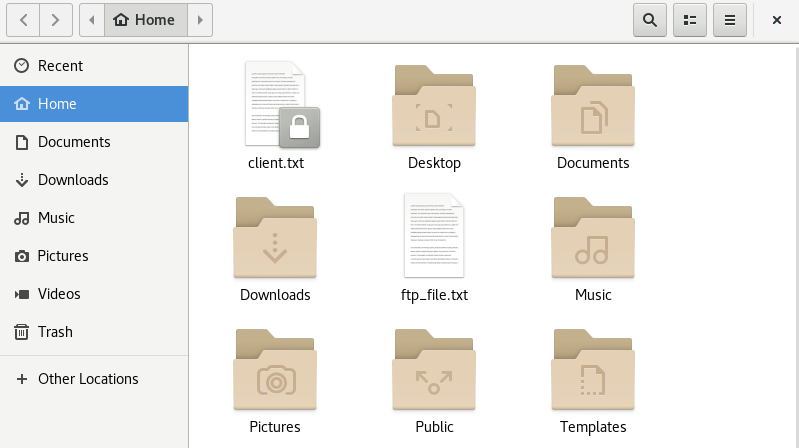 Home
Recent
Home
Documents
Downloads
Music
Pictures
Videos
Trash
Other Locations
client.txt
Desktop
Documents
Downloads
ftp_file.txt
Music
Pictures
Public
Templates